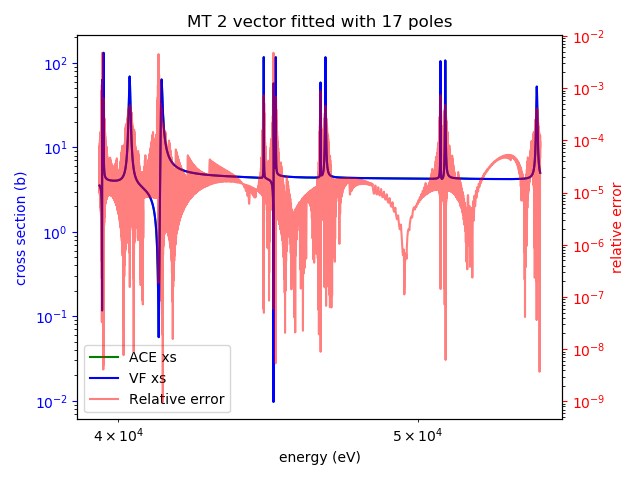 MT 2 vector fitted with 17 poles
cross section (b)
10²
10¹
10⁰
10⁻¹
10⁻²
10⁻²
10⁻³
10⁻⁴
10⁻⁵
10⁻⁶
10⁻⁷
10⁻⁸
10⁻⁹
relative error
ACE xs
VF xs
Relative error
4 × 10⁴
5 × 10⁴
energy (eV)